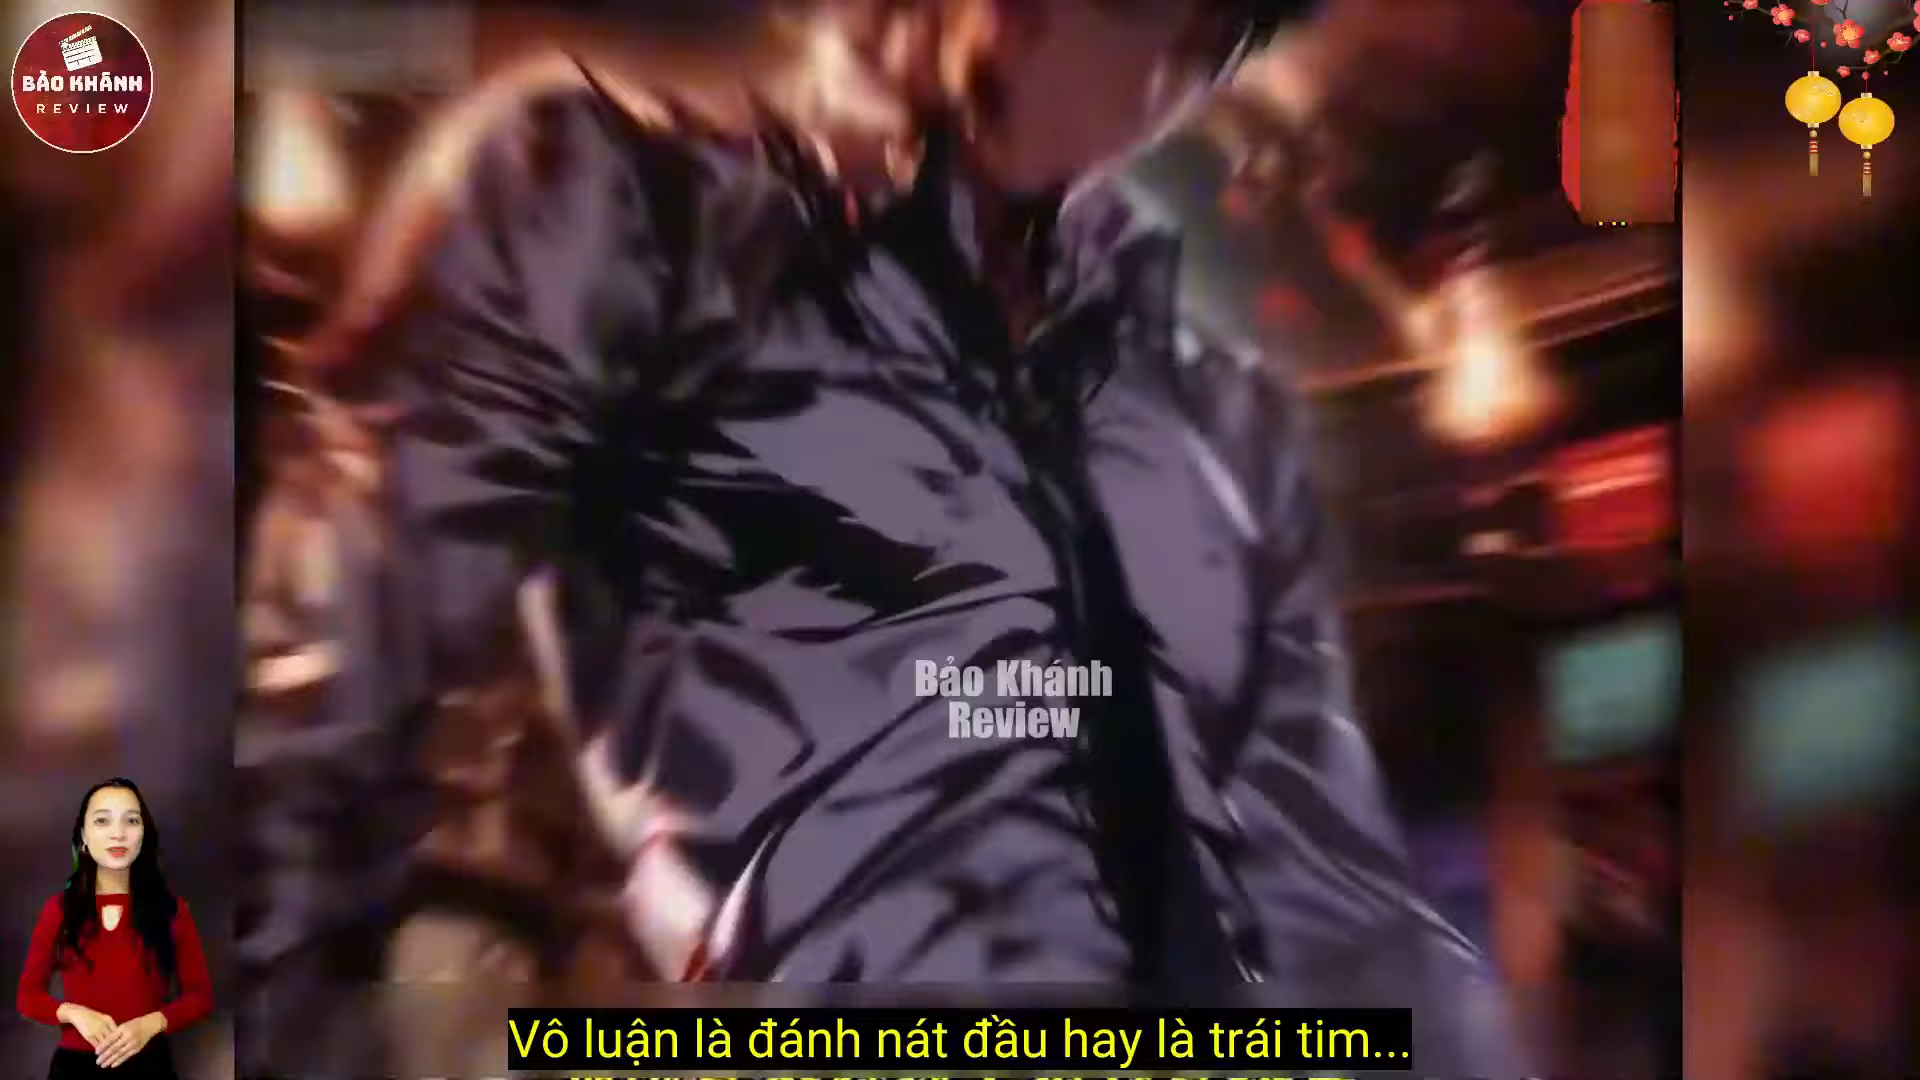 BẢO KHÁNH
REVIEW
Bảo Khánh
Review
Vô luận là đánh nát đầu hay là trái tim...